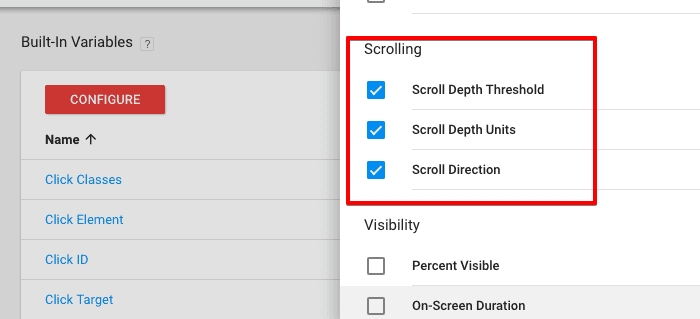 Built-In Variables ?
CONFIGURE
Name
Click Classes
Click Element
Click ID
Click Target
Scrolling
Scroll Depth Threshold
Scroll Depth Units
Scroll Direction
Visibility
Percent Visible
On-Screen Duration